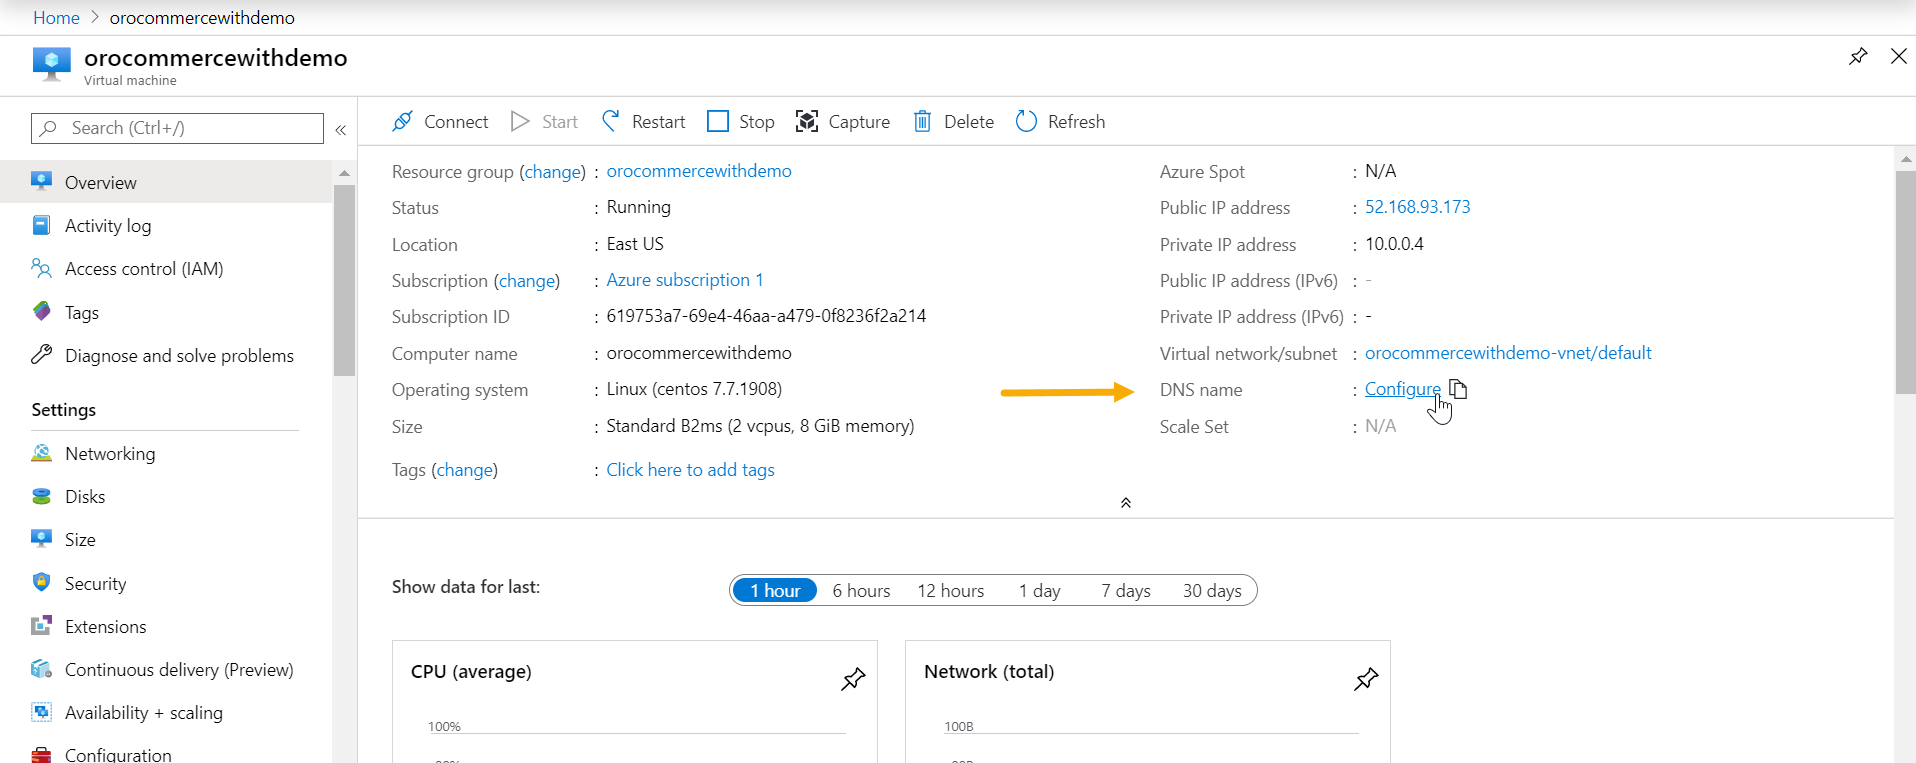 Home > orocommercewithdemo
orocommercewithdemo
Virtual machine
Search (Ctrl+/)
«
Connect Start Restart Stop Capture Delete Refresh
Overview
Activity log
Access control (IAM)
Tags
Diagnose and solve problems
Settings
Networking
Disks
Size
Security
Extensions
Continuous delivery (Preview)
Availability + scaling
Configuration
Resource group (change) : orocommercewithdemo
Status : Running
Location : East US
Subscription (change) : Azure subscription 1
Subscription ID : 619753a7-69e4-46aa-a479-0f8236f2a214
Computer name : orocommercewithdemo
Operating system : Linux (centos 7.7.1908)
Size : Standard B2ms (2 vcpus, 8 GiB memory)
Tags (change) : Click here to add tags
Azure Spot : N/A
Public IP address : 52.168.93.173
Private IP address : 10.0.0.4
Public IP address (IPv6) : -
Private IP address (IPv6) : -
Virtual network/subnet : orocommercewithdemo-vnet/default
DNS name : Configure
Scale Set : N/A
Show data for last: 1 hour 6 hours 12 hours 1 day 7 days 30 days
CPU (average)
100%
Network (total)
100B